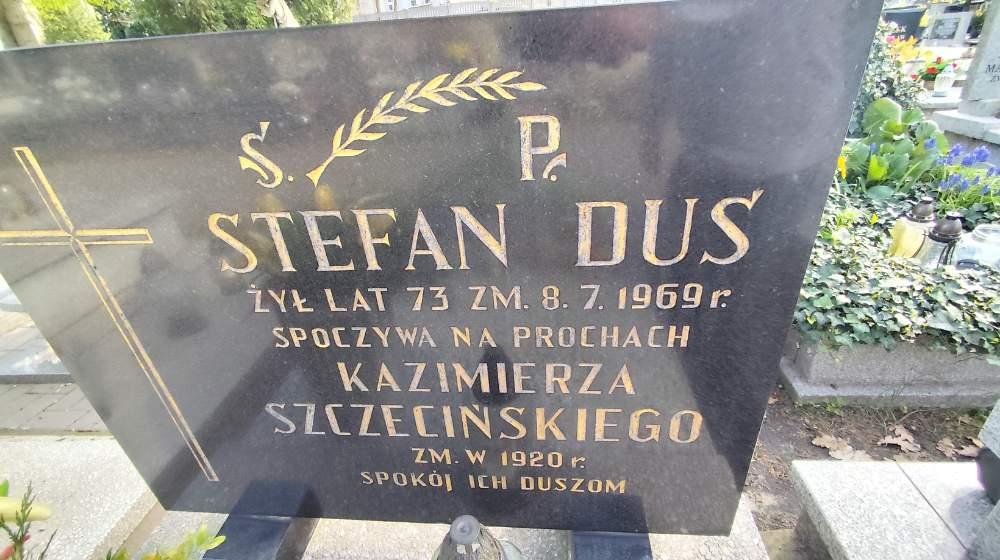 Ś. P.
STEFAN DUŚ
ŻYŁ LAT 73 ZM. 8.7.1969 r.
SPOCZYWA NA PROCHACH
KAZIMIERZA
SZCZECIŃSKIEGO
ZM. W 1920 r.
SPOKÓJ ICH DUSZOM